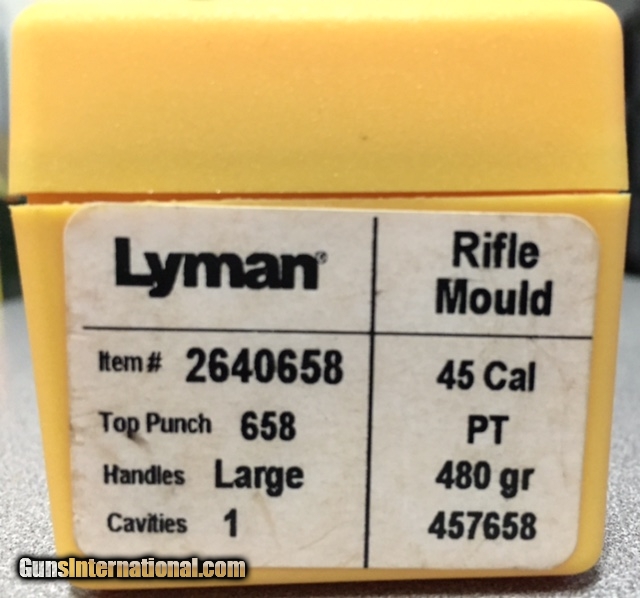 Lyman®
Rifle
Mould
Item# 2640658
45 Cal
Top Punch 658
PT
Handles Large
480 gr
Cavities 1
457658
GunsInternational.com